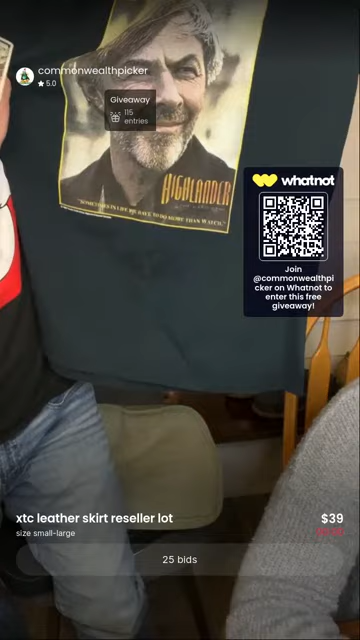 commonwealthpicker
5.0
Giveaway
115
entries
HIGHLANDER
whatnot
Join
@commonwealthpi
cker on Whatnot to
enter this free
giveaway!
xtc leather skirt reseller lot
$39
size small-large
25 bids